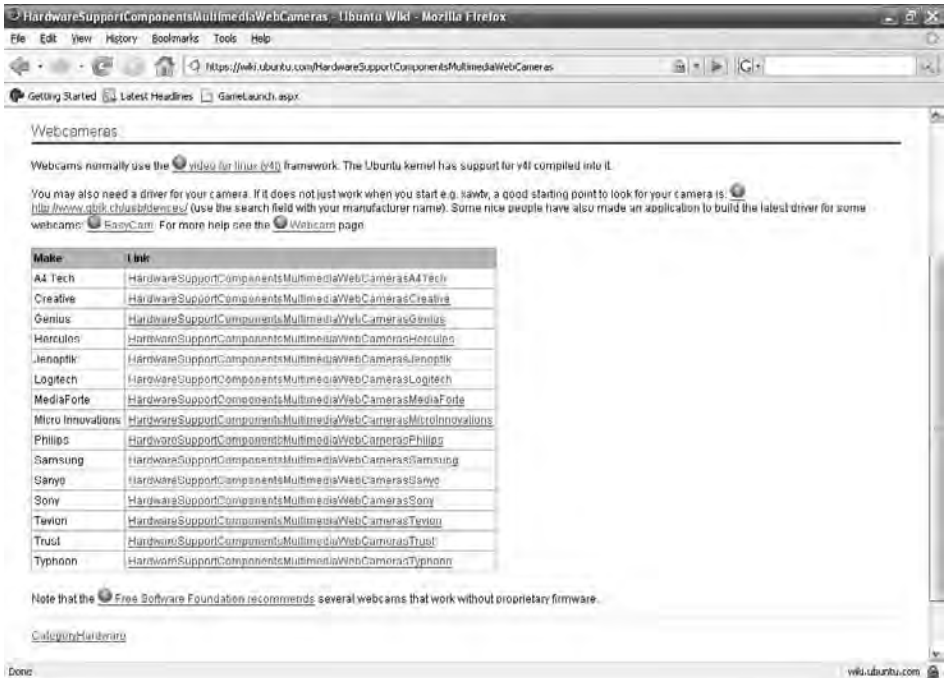 HardwareSupportComponentsMultimediaWebCameras - Ubuntu Wiki - Mozilla Firefox
File Edit View History Bookmarks Tools Help
https://wiki.ubuntu.com/HardwareSupportComponentsMultimediaWebCameras
Getting Started Latest Headlines GameLaunch.aspx
Webcameras
Webcams normally use the video for linux (v4l) framework. The Ubuntu kernel has support for v4l compiled into it.
You may also need a driver for your camera. If it does not just work when you start e.g. xawtv, a good starting point to look for your camera is:
http://www.qbik.ch/usb/devices/ (use the search field with your manufacturer name). Some nice people have also made an application to build the latest driver for some
webcams: EasyCam. For more help see the Webcam page.
Make Link
A4 Tech HardwareSupportComponentsMultimediaWebCamerasA4Tech
Creative HardwareSupportComponentsMultimediaWebCamerasCreative
Genius HardwareSupportComponentsMultimediaWebCamerasGenius
Hercules HardwareSupportComponentsMultimediaWebCamerasHercules
Jenoptik HardwareSupportComponentsMultimediaWebCamerasJenoptik
Logitech HardwareSupportComponentsMultimediaWebCamerasLogitech
MediaForte HardwareSupportComponentsMultimediaWebCamerasMediaForte
Micro Innovations HardwareSupportComponentsMultimediaWebCamerasMicroInnovations
Philips HardwareSupportComponentsMultimediaWebCamerasPhilips
Samsung HardwareSupportComponentsMultimediaWebCamerasSamsung
Sanyo HardwareSupportComponentsMultimediaWebCamerasSanyo
Sony HardwareSupportComponentsMultimediaWebCamerasSony
Tevion HardwareSupportComponentsMultimediaWebCamerasTevion
Trust HardwareSupportComponentsMultimediaWebCamerasTrust
Typhoon HardwareSupportComponentsMultimediaWebCamerasTyphoon
Note that the Free Software Foundation recommends several webcams that work without proprietary firmware.
CategoryHardware
Done wiki.ubuntu.com